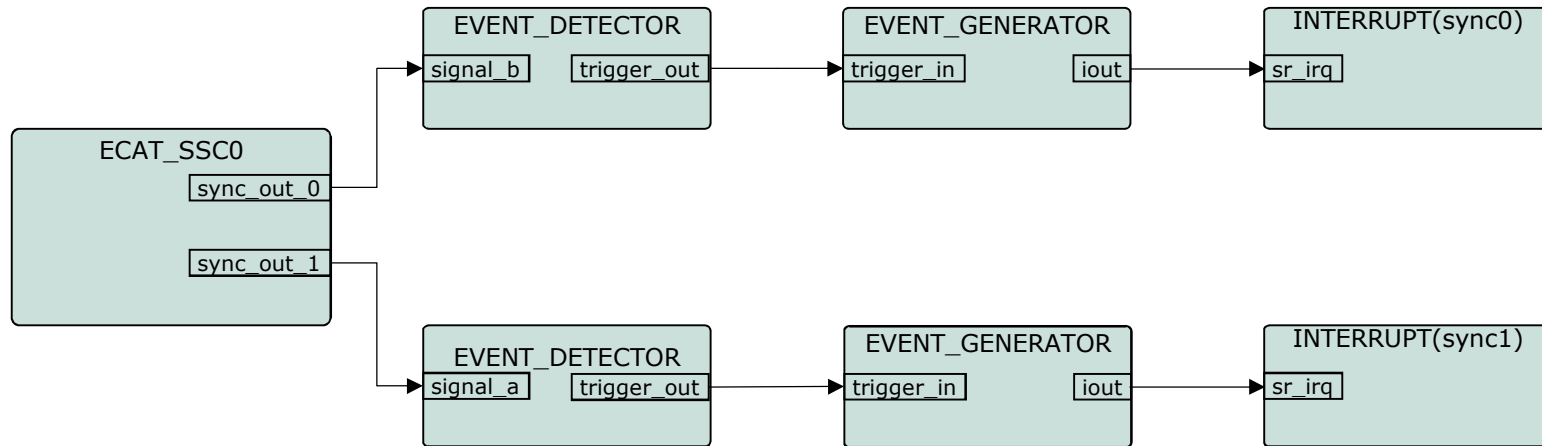 EVENT_DETECTOR
signal_b
trigger_out
EVENT_GENERATOR
trigger_in
iout
INTERRUPT(sync0)
sr_irq
ECAT_SSC0
sync_out_0
sync_out_1
EVENT_DETECTOR
signal_a
trigger_out
EVENT_GENERATOR
trigger_in
iout
INTERRUPT(sync1)
sr_irq